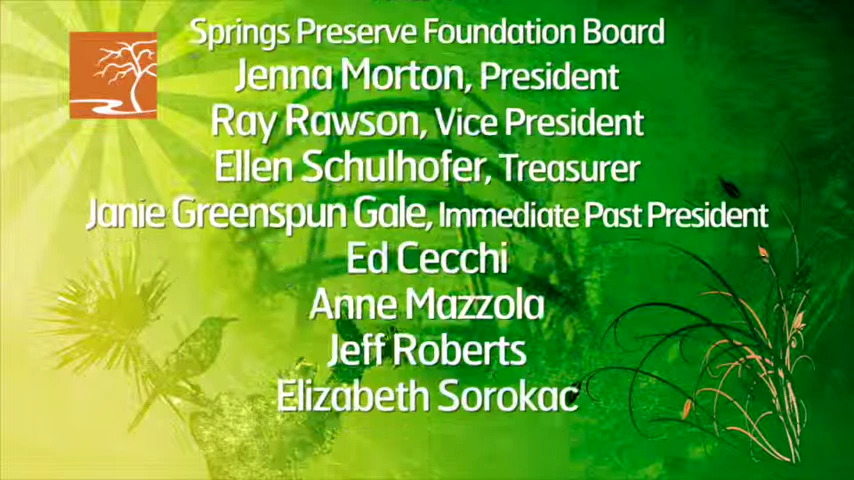 Springs Preserve Foundation Board
Jenna Morton, President
Ray Rawson, Vice President
Ellen Schulhofer, Treasurer
Janie Greenspun Gale, Immediate Past President
Ed Cecchi
Anne Mazzola
Jeff Roberts
Elizabeth Sorokac